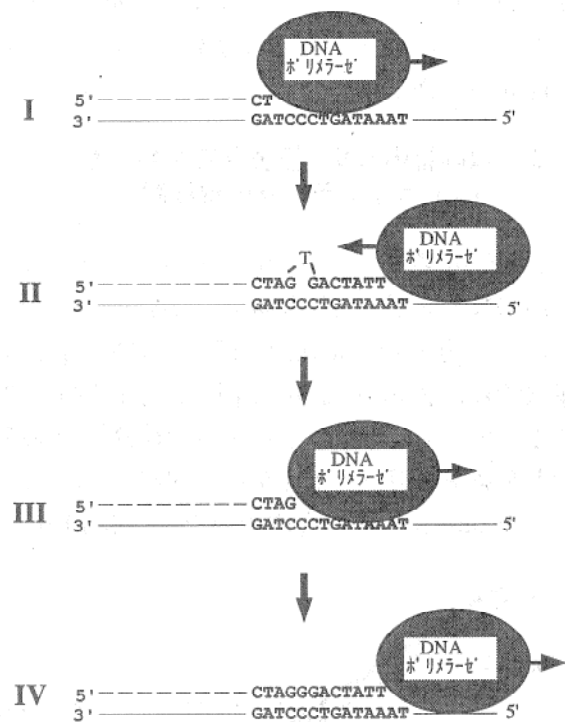 DNA
ポリメラーゼ
I
5' CT
3' GATCCCTGATAAAT 5'
DNA
ポリメラーゼ
T
II
5' CTAG GACTATT
3' GATCCCTGATAAAT 5'
DNA
ポリメラーゼ
III
5' CTAG
3' GATCCCTGATAAAT 5'
DNA
ポリメラーゼ
IV
5' CTAGGGACTATT
3' GATCCCTGATAAAT 5'